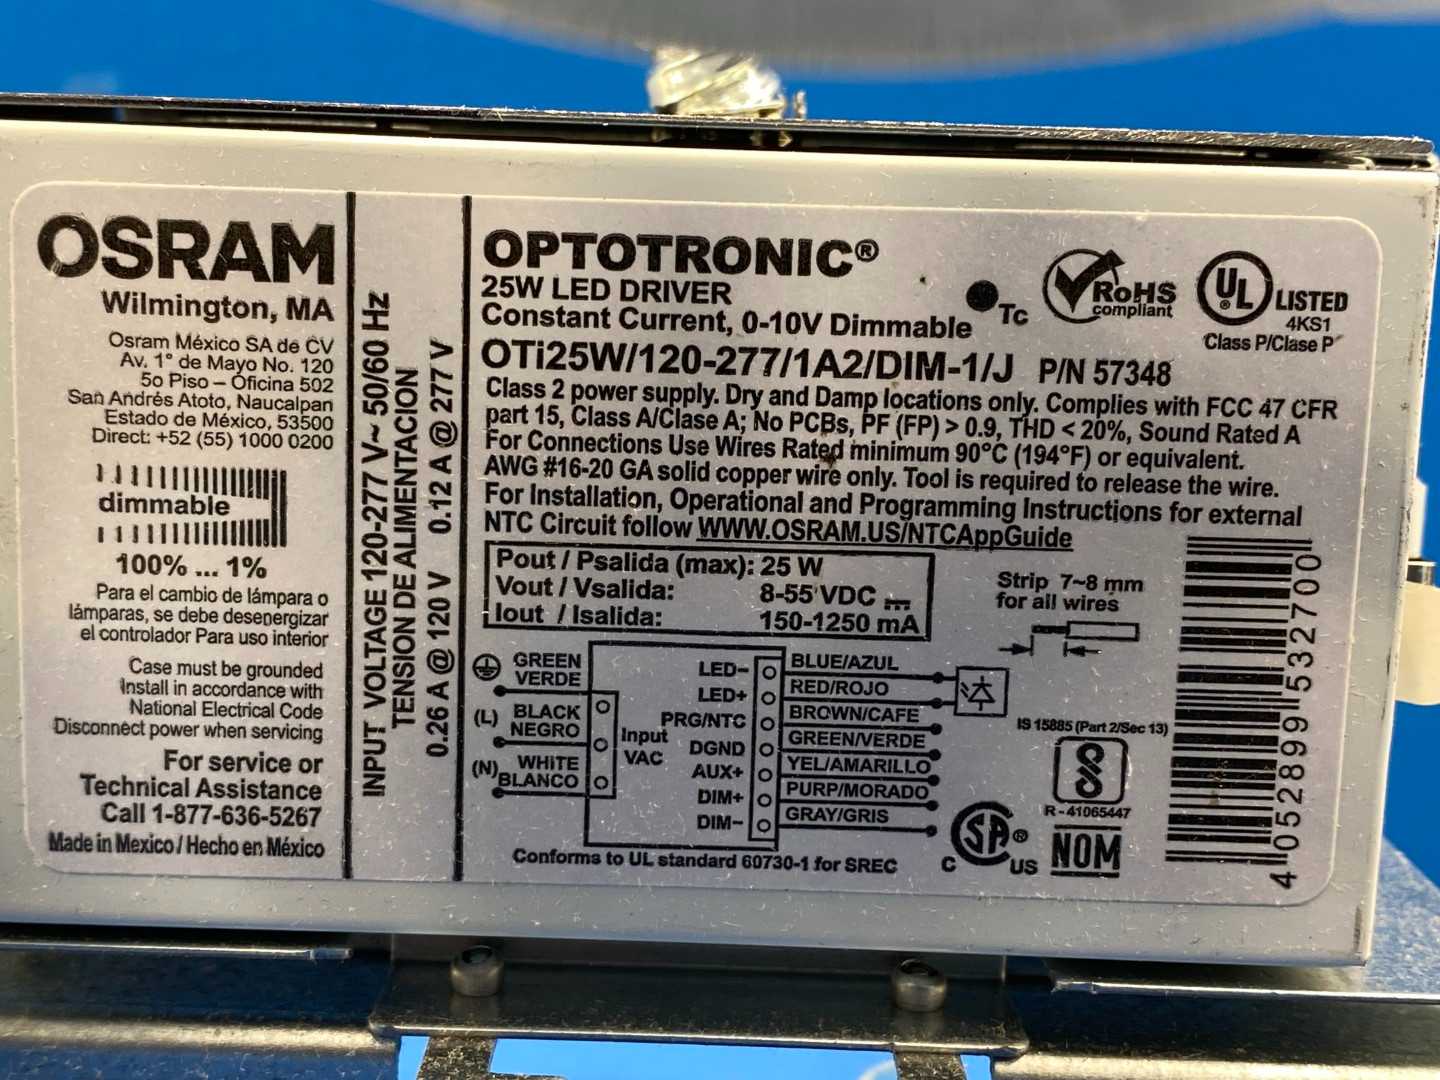 OSRAM
Wilmington, MA
Osram México SA de CV
Av. 1° de Mayo No. 120
5o Piso – Oficina 502
San Andrés Atoto, Naucalpan
Estado de México, 53500
Direct: +52 (55) 1000 0200
dimmable
100% ... 1%
Para el cambio de lámpara o
lámparas, se debe desenergizar
el controlador Para uso interior
Case must be grounded
Install in accordance with
National Electrical Code
Disconnect power when servicing
For service or
Technical Assistance
Call 1-877-636-5267
Made in Mexico / Hecho en México
INPUT VOLTAGE 120-277 V~ 50/60 Hz
TENSION DE ALIMENTACION
0.26 A @ 120 V 0.12 A @ 277 V
OPTOTRONIC®
25W LED DRIVER
Constant Current, 0-10V Dimmable
Tc
RoHS
compliant
UL
®
LISTED
4KS1
Class P/Clase P
OTi25W/120-277/1A2/DIM-1/J P/N 57348
Class 2 power supply. Dry and Damp locations only. Complies with FCC 47 CFR
part 15, Class A/Clase A; No PCBs, PF (FP) > 0.9, THD < 20%, Sound Rated A
For Connections Use Wires Rated minimum 90°C (194°F) or equivalent.
AWG #16-20 GA solid copper wire only. Tool is required to release the wire.
For Installation, Operational and Programming Instructions for external
NTC Circuit follow WWW.OSRAM.US/NTCAppGuide
Pout / Psalida (max): 25 W
Vout / Vsalida: 8-55 VDC
Iout / Isalida: 150-1250 mA
Strip 7~8 mm
for all wires
GREEN
VERDE
(L) BLACK
NEGRO
(N) WHITE
BLANCO
Input
VAC
LED– BLUE/AZUL
LED+ RED/ROJO
PRG/NTC BROWN/CAFE
DGND GREEN/VERDE
AUX+ YEL/AMARILLO
DIM+ PURP/MORADO
DIM– GRAY/GRIS
Conforms to UL standard 60730-1 for SREC
IS 15885 (Part 2/Sec 13)
R - 41065447
C SA ® US
NOM
4052899532700